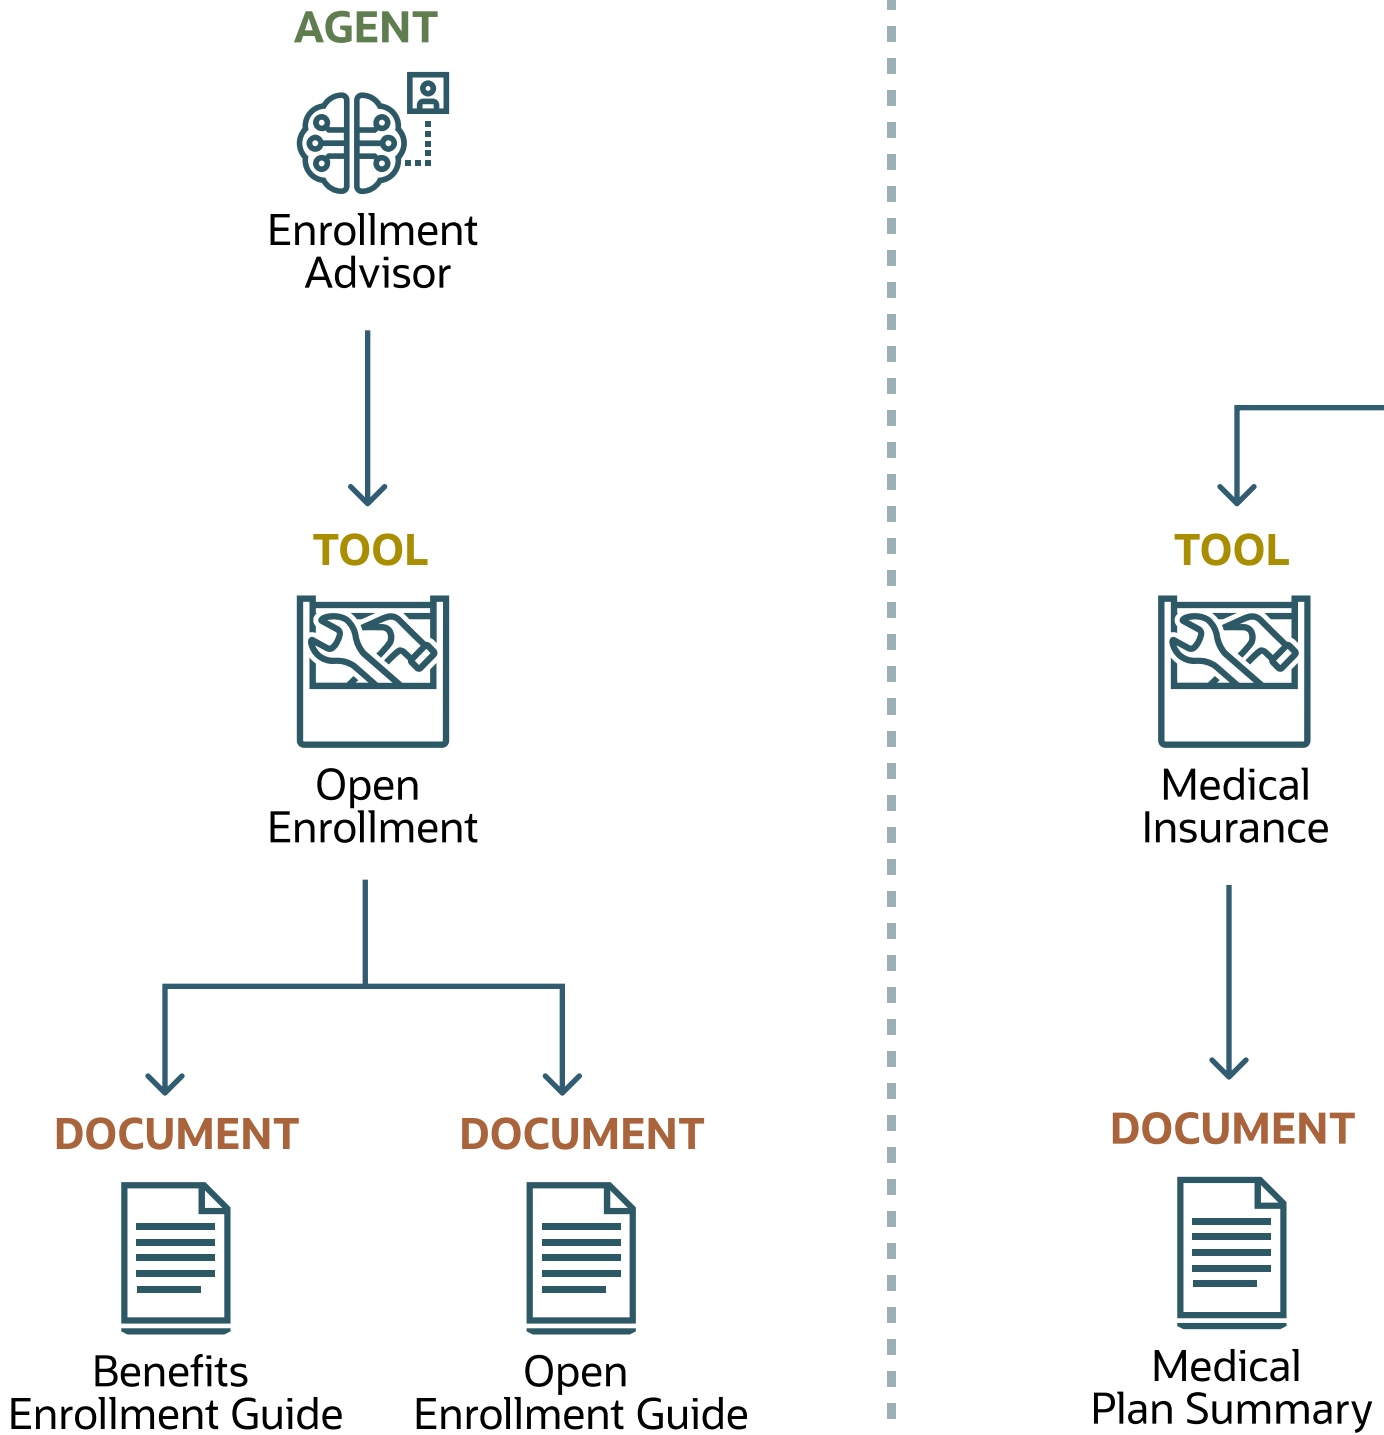 AGENT
Enrollment
Advisor
TOOL
Open
Enrollment
DOCUMENT
Benefits
Enrollment Guide
DOCUMENT
Open
Enrollment Guide
TOOL
Medical
Insurance
DOCUMENT
Medical
Plan Summary